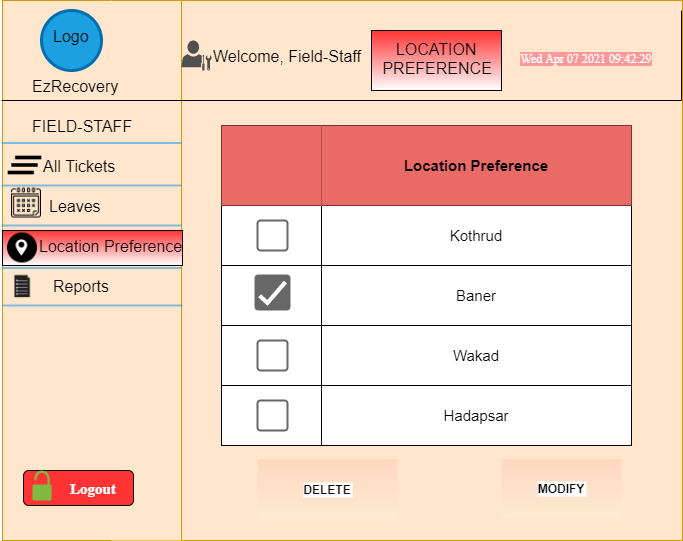 Logo
EzRecovery
Welcome, Field-Staff
LOCATION
PREFERENCE
Wed Apr 07 2021 09:42:29
FIELD-STAFF
All Tickets
Leaves
Location Preference
Reports
Logout
Location Preference
Kothrud
Baner
Wakad
Hadapsar
DELETE
MODIFY